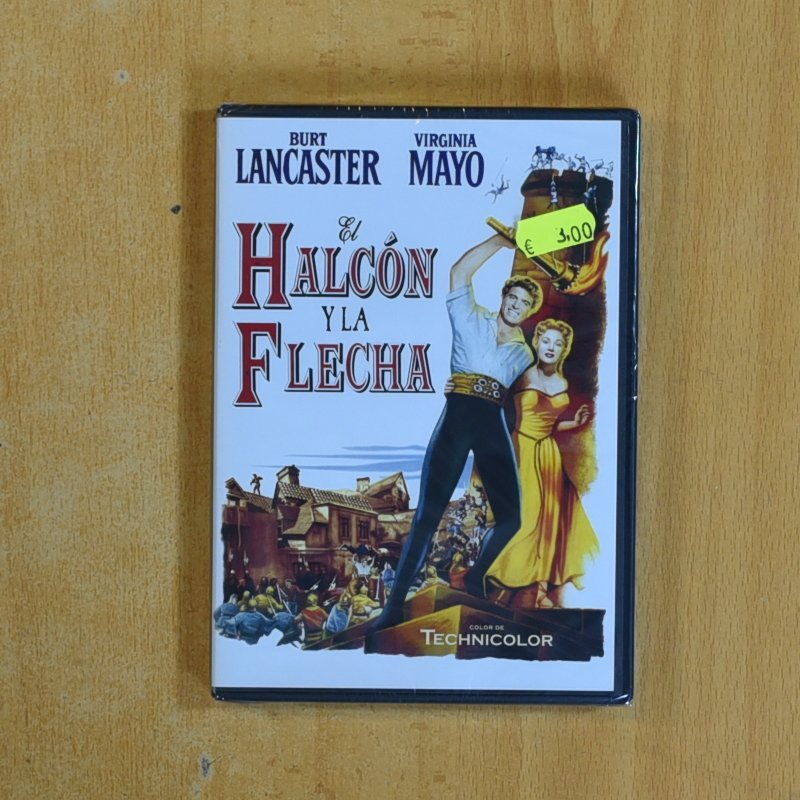 BURT
LANCASTER
VIRGINIA
MAYO
€ 3,00
El
HALCÓN
Y LA
FLECHA
COLOR DE
TECHNICOLOR